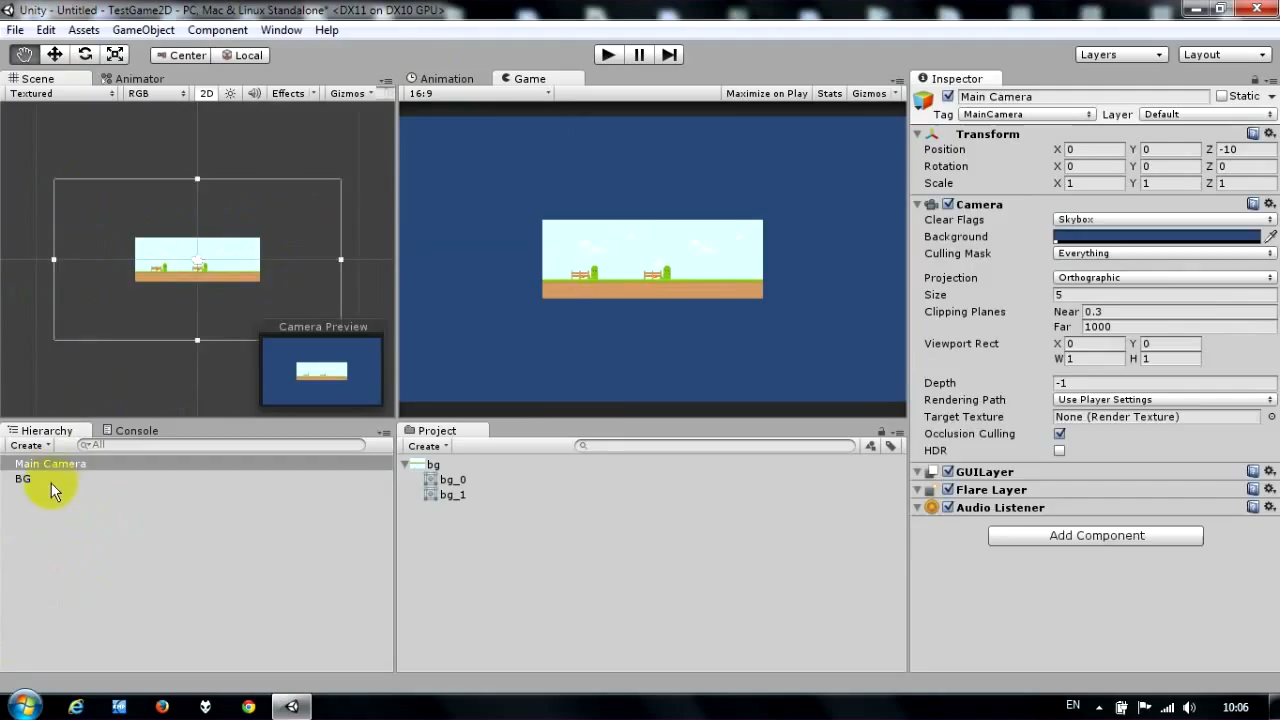 Unity - Untitled - TestGame2D - PC, Mac & Linux Standalone* <DX11 on DX10 GPU>
File Edit Assets GameObject Component Window Help
Center Local Layers Layout
Scene Animator Animation Game Inspector
Textured RGB 2D Effects Gizmos 16:9 Maximize on Play Stats Gizmos
Main Camera Static
Tag MainCamera Layer Default
Transform
Position X 0 Y 0 Z -10
Rotation X 0 Y 0 Z 0
Scale X 1 Y 1 Z 1
Camera
Clear Flags Skybox
Background
Culling Mask Everything
Projection Orthographic
Size 5
Clipping Planes Near 0.3
Far 1000
Camera Preview
Viewport Rect X 0 Y 0
W 1 H 1
Depth -1
Rendering Path Use Player Settings
Target Texture None (Render Texture)
Occlusion Culling
HDR
GUILayer
Flare Layer
Audio Listener
Add Component
Hierarchy Console Project
Create All Create
Main Camera
BG
bg
bg_0
bg_1
EN 10:06